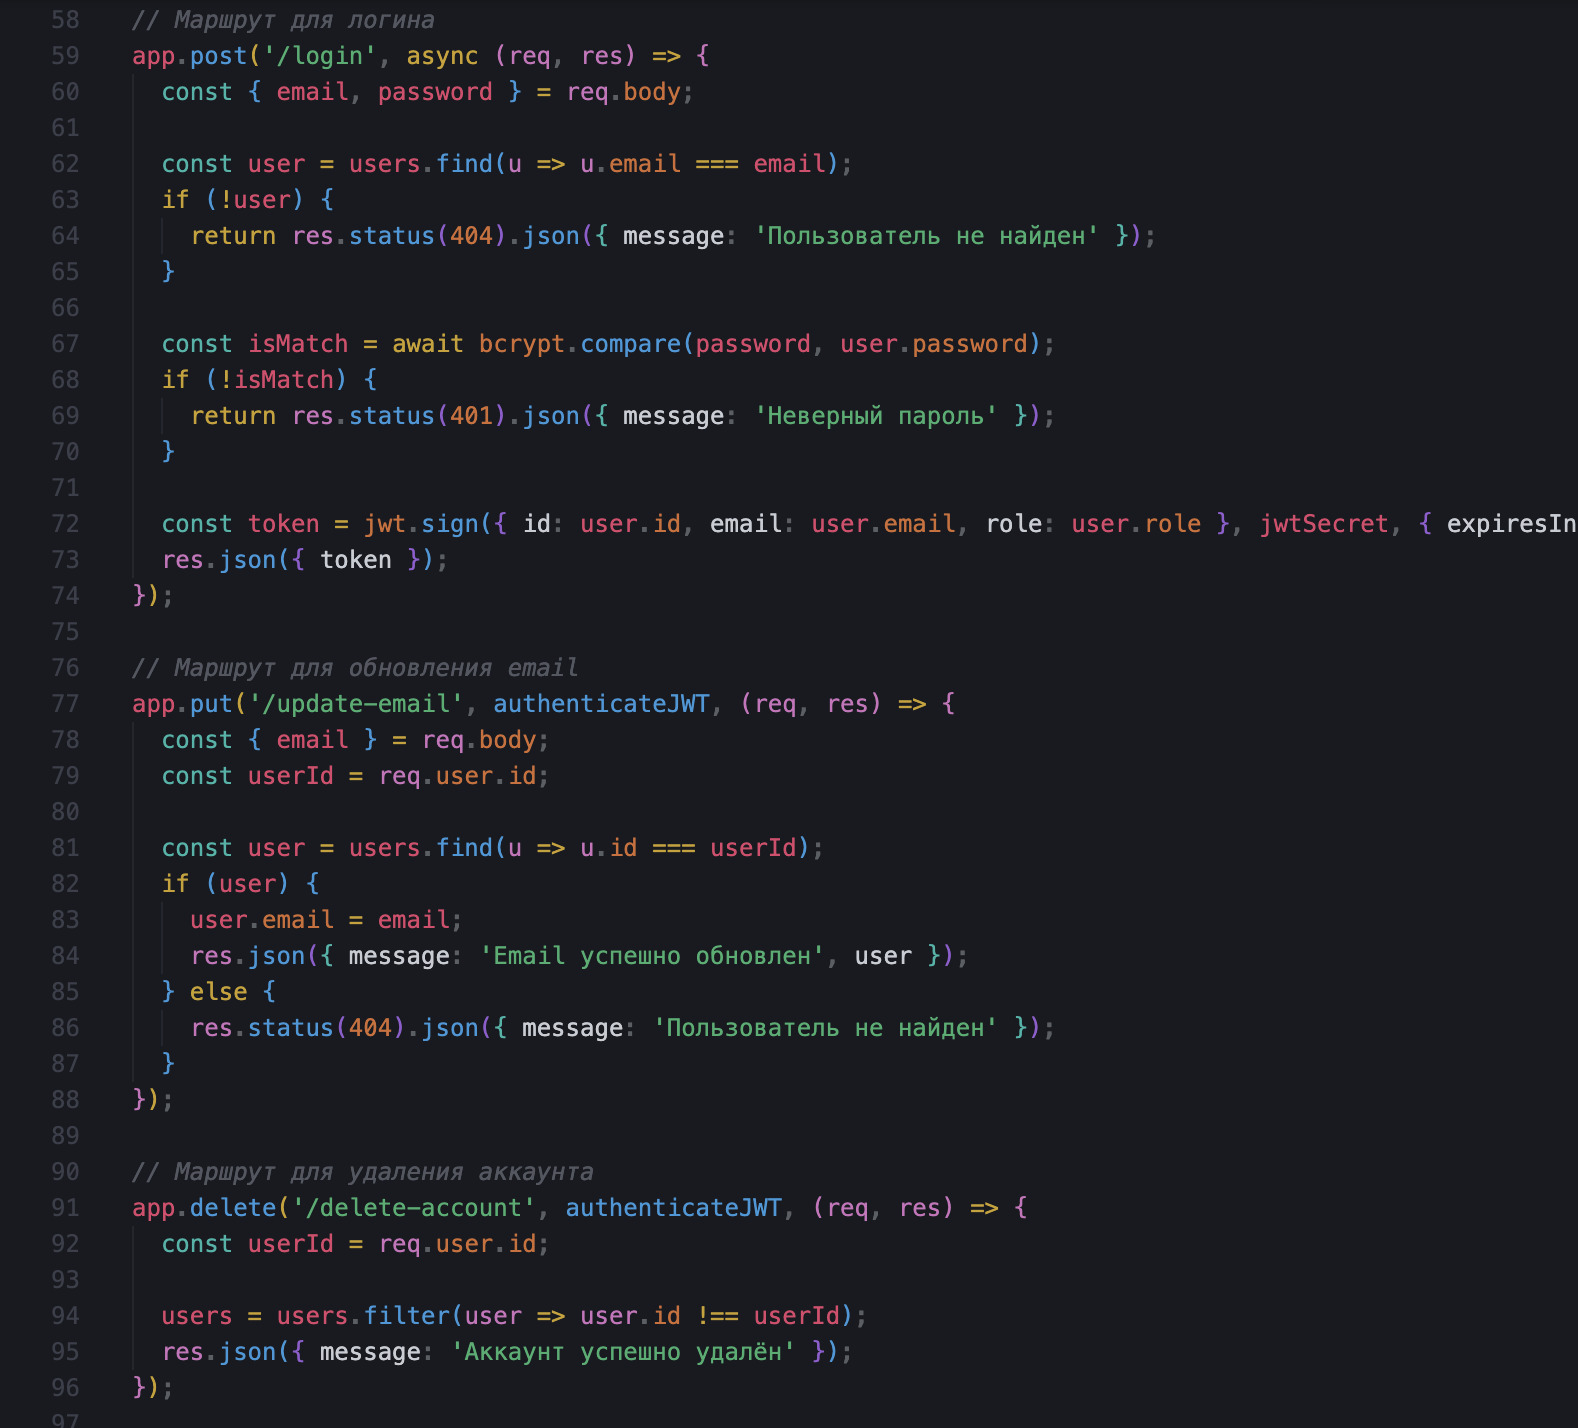 58 // Маршрут для логина
59 app.post('/login', async (req, res) => {
60 const { email, password } = req.body;
61
62 const user = users.find(u => u.email === email);
63 if (!user) {
64 return res.status(404).json({ message: 'Пользователь не найден' });
65 }
66
67 const isMatch = await bcrypt.compare(password, user.password);
68 if (!isMatch) {
69 return res.status(401).json({ message: 'Неверный пароль' });
70 }
71
72 const token = jwt.sign({ id: user.id, email: user.email, role: user.role }, jwtSecret, { expiresIn
73 res.json({ token });
74 });
75
76 // Маршрут для обновления email
77 app.put('/update-email', authenticateJWT, (req, res) => {
78 const { email } = req.body;
79 const userId = req.user.id;
80
81 const user = users.find(u => u.id === userId);
82 if (user) {
83 user.email = email;
84 res.json({ message: 'Email успешно обновлен', user });
85 } else {
86 res.status(404).json({ message: 'Пользователь не найден' });
87 }
88 });
89
90 // Маршрут для удаления аккаунта
91 app.delete('/delete-account', authenticateJWT, (req, res) => {
92 const userId = req.user.id;
93
94 users = users.filter(user => user.id !== userId);
95 res.json({ message: 'Аккаунт успешно удалён' });
96 });
97